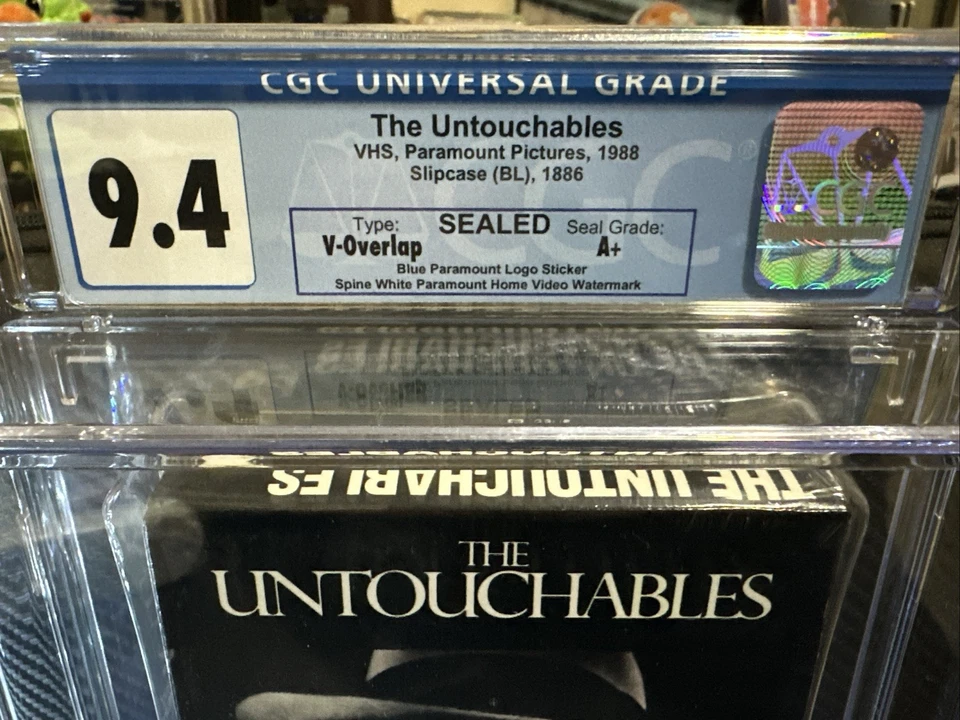 CGC UNIVERSAL GRADE
9.4
The Untouchables
VHS, Paramount Pictures, 1988
Slipcase (BL), 1886
Type: SEALED Seal Grade:
V-Overlap A+
Blue Paramount Logo Sticker
Spine White Paramount Home Video Watermark
CGC
THE UNTOUCHABLES
THE
UNTOUCHABLES